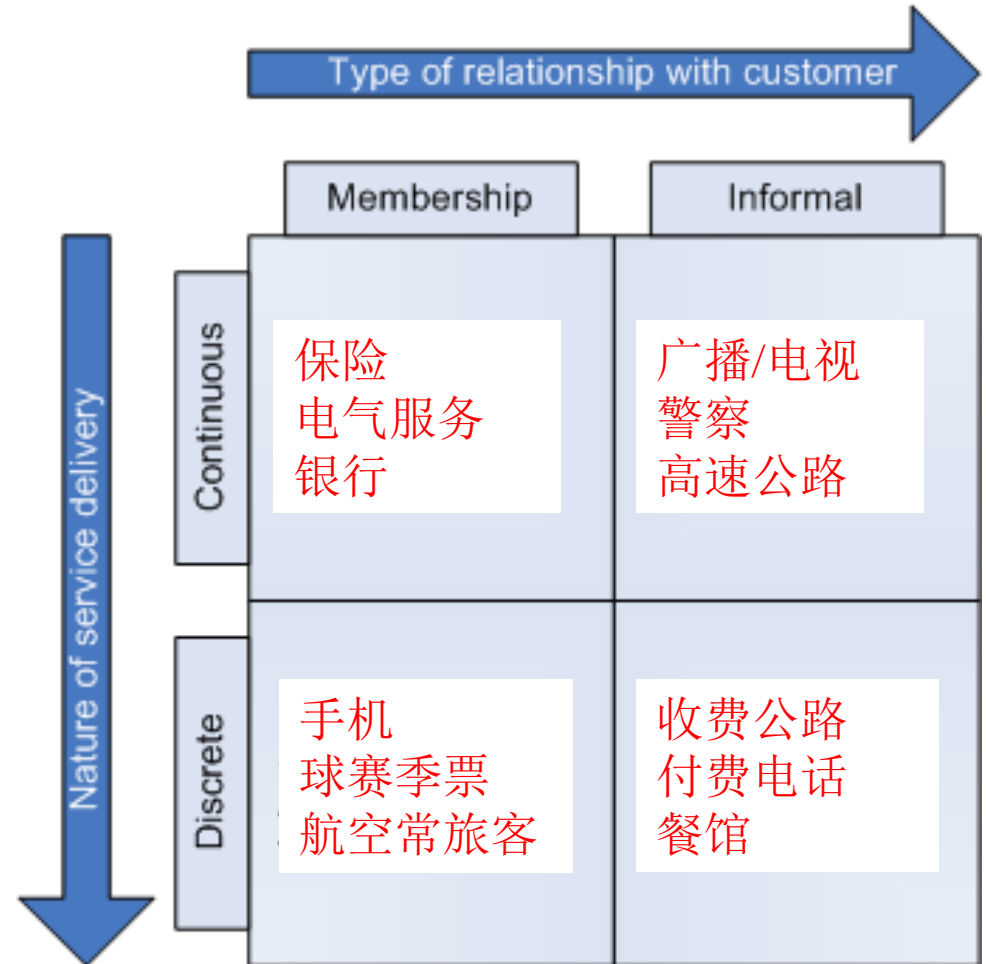 Type of relationship with customer
Membership
Informal
Nature of service delivery
Continuous
保险
电气服务
银行
广播/电视
警察
高速公路
Discrete
手机
球赛季票
航空常旅客
收费公路
付费电话
餐馆